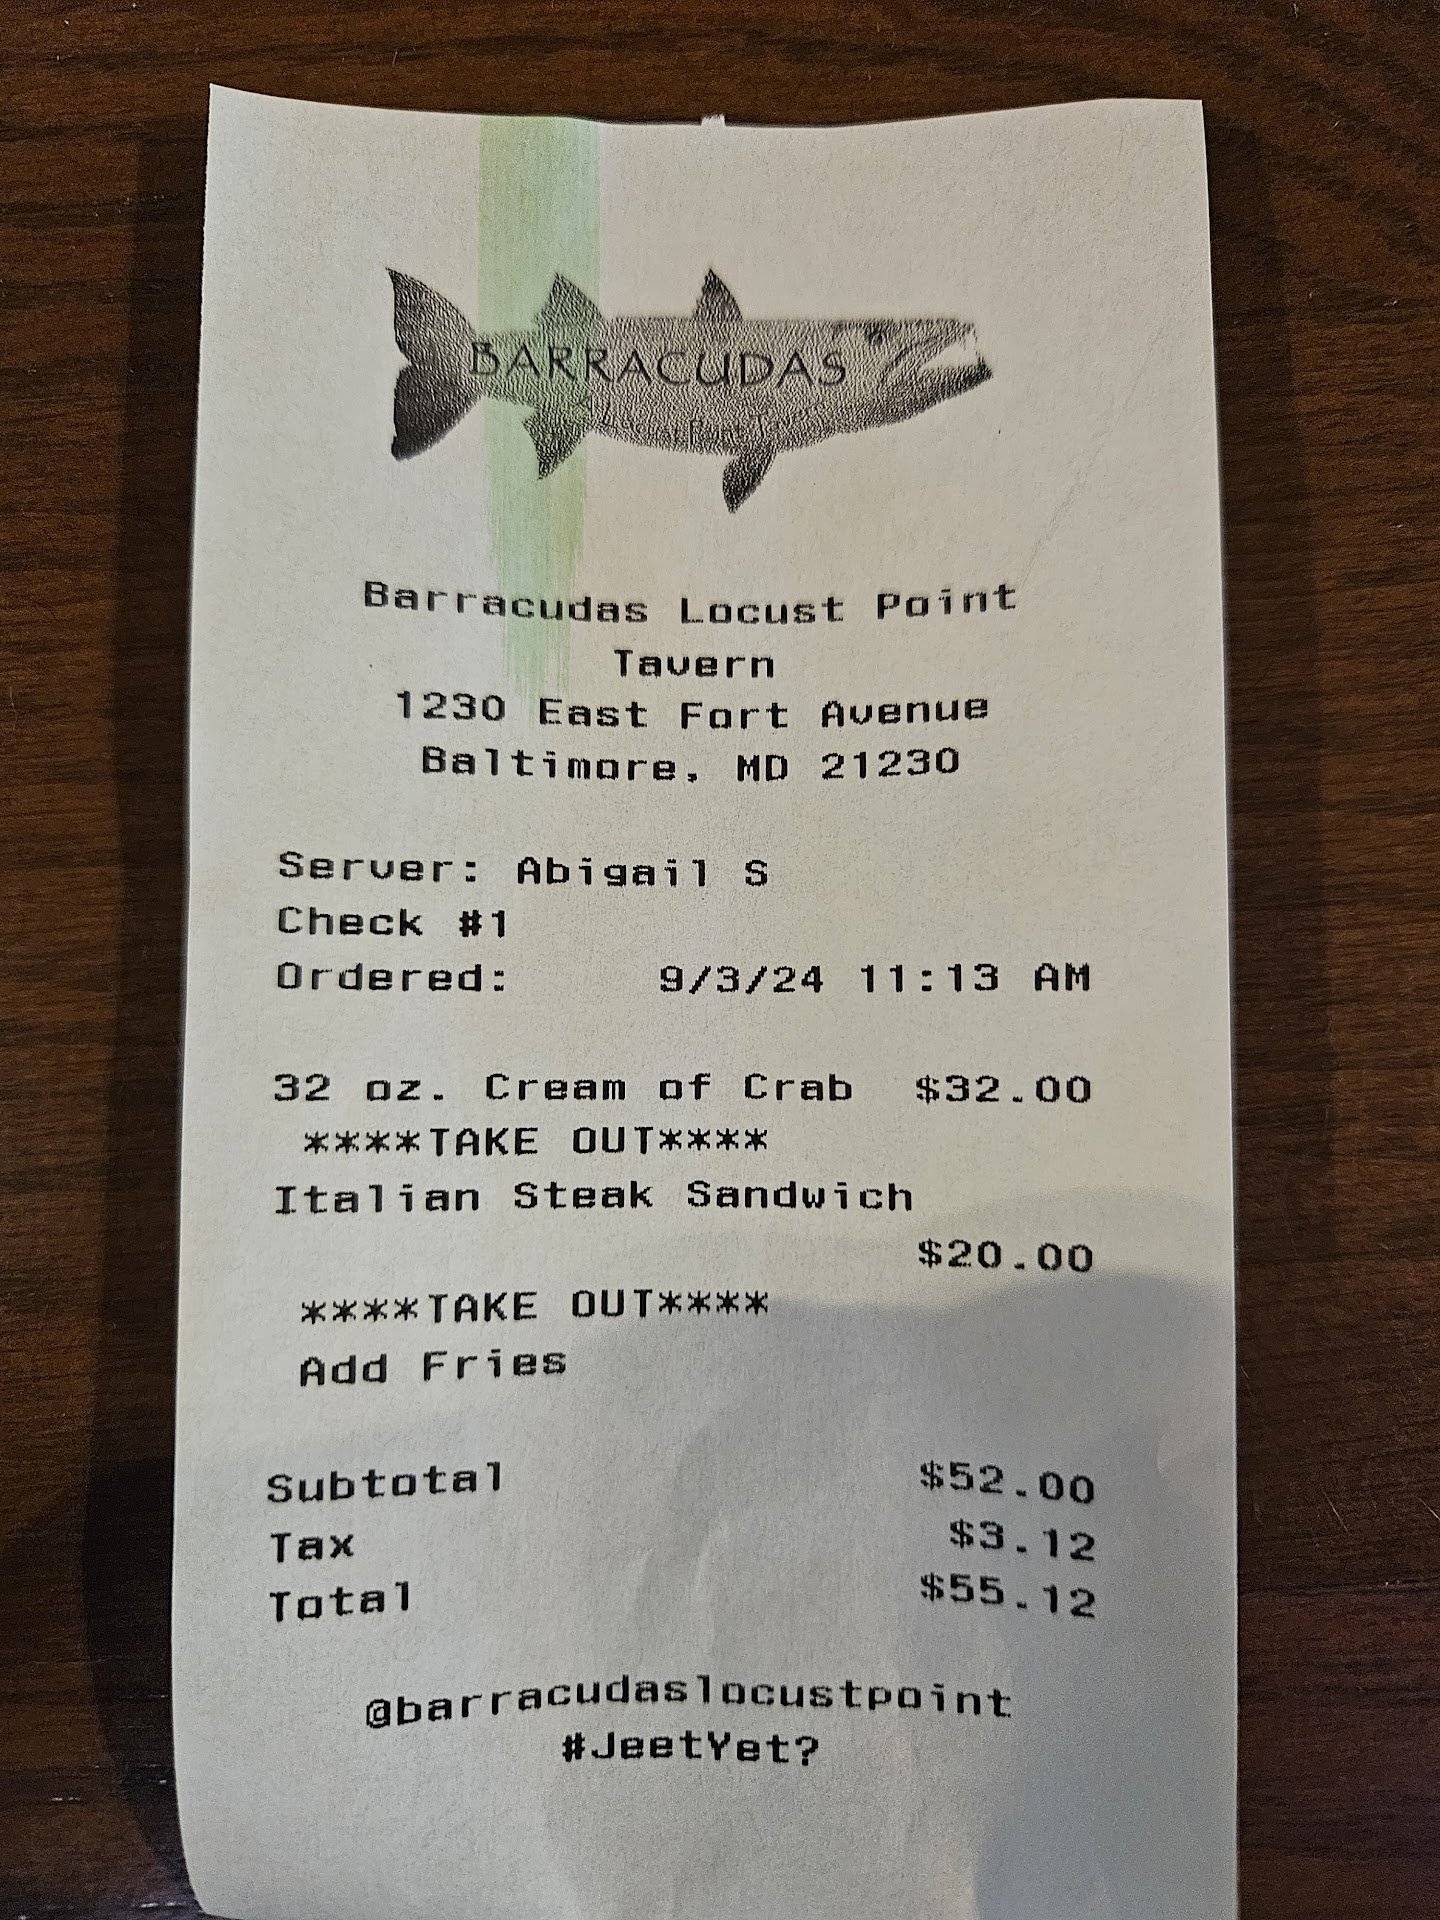 BARRACUDAS
Barracudas Locust Point
Tavern
1230 East Fort Avenue
Baltimore, MD 21230
Server: Abigail S
Check #1
Ordered: 9/3/24 11:13 AM
32 oz. Cream of Crab $32.00
****TAKE OUT****
Italian Steak Sandwich
$20.00
****TAKE OUT****
Add Fries
Subtotal $52.00
Tax $3.12
Total $55.12
@barracudaslocustpoint
#JeetYet?